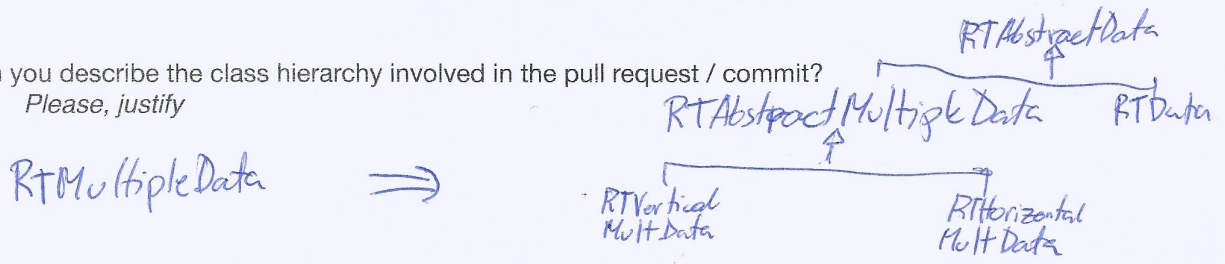 RTAbstractData
you describe the class hierarchy involved in the pull request / commit?
Please, justify
RTAbstractMultipleData
RTData
RTMultipleData
RTVertical
MultData
RTHorizontal
MultData